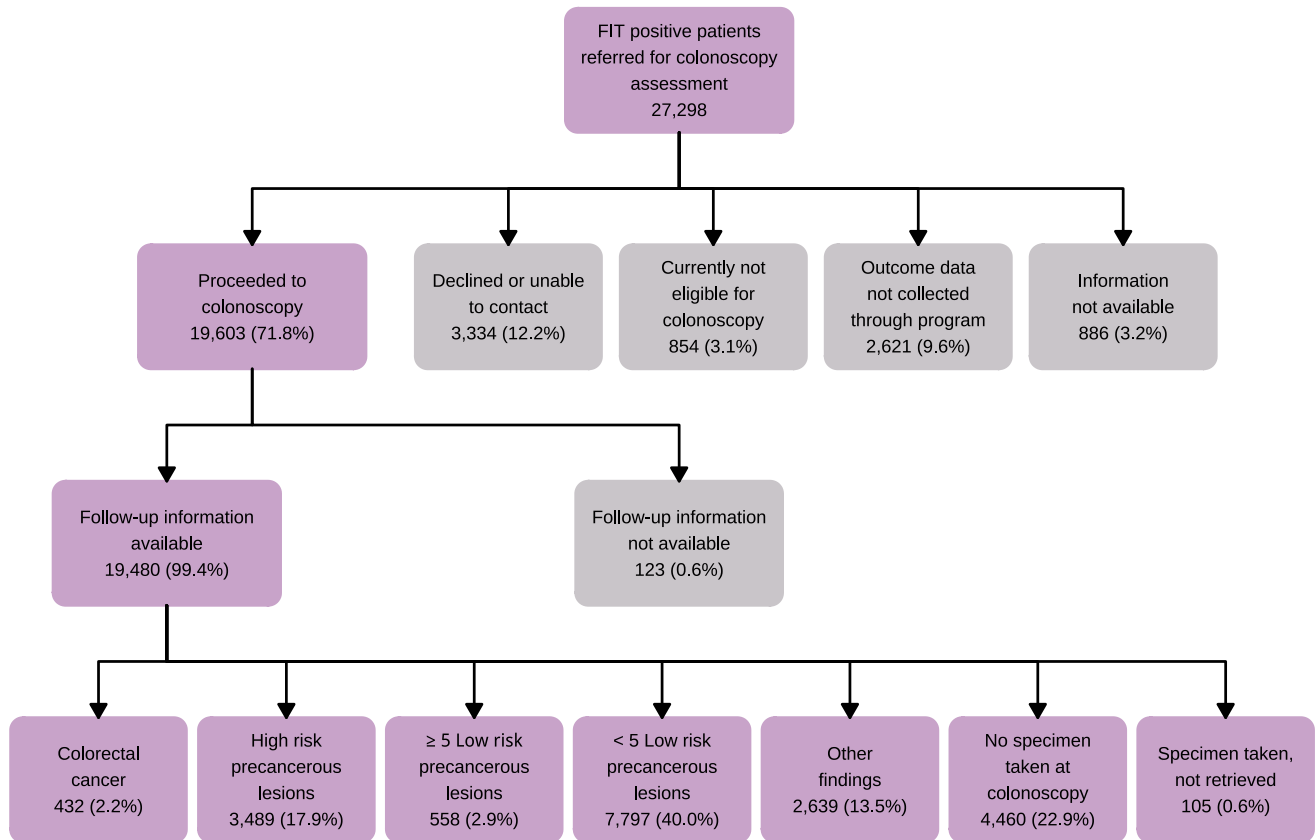 FIT positive patients
referred for colonoscopy
assessment
27,298
Proceeded to
colonoscopy
19,603 (71.8%)
Declined or unable
to contact
3,334 (12.2%)
Currently not
eligible for
colonoscopy
854 (3.1%)
Outcome data
not collected
through program
2,621 (9.6%)
Information
not available
886 (3.2%)
Follow-up information
available
19,480 (99.4%)
Follow-up information
not available
123 (0.6%)
Colorectal
cancer
432 (2.2%)
High risk
precancerous
lesions
3,489 (17.9%)
≥ 5 Low risk
precancerous
lesions
558 (2.9%)
< 5 Low risk
precancerous
lesions
7,797 (40.0%)
Other
findings
2,639 (13.5%)
No specimen
taken at
colonoscopy
4,460 (22.9%)
Specimen taken,
not retrieved
105 (0.6%)